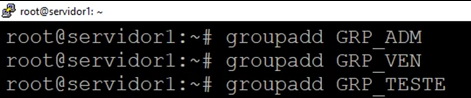 root@servidor1: ~
root@servidor1:~# groupadd GRP_ADM
root@servidor1:~# groupadd GRP_VEN
root@servidor1:~# groupadd GRP_TESTE